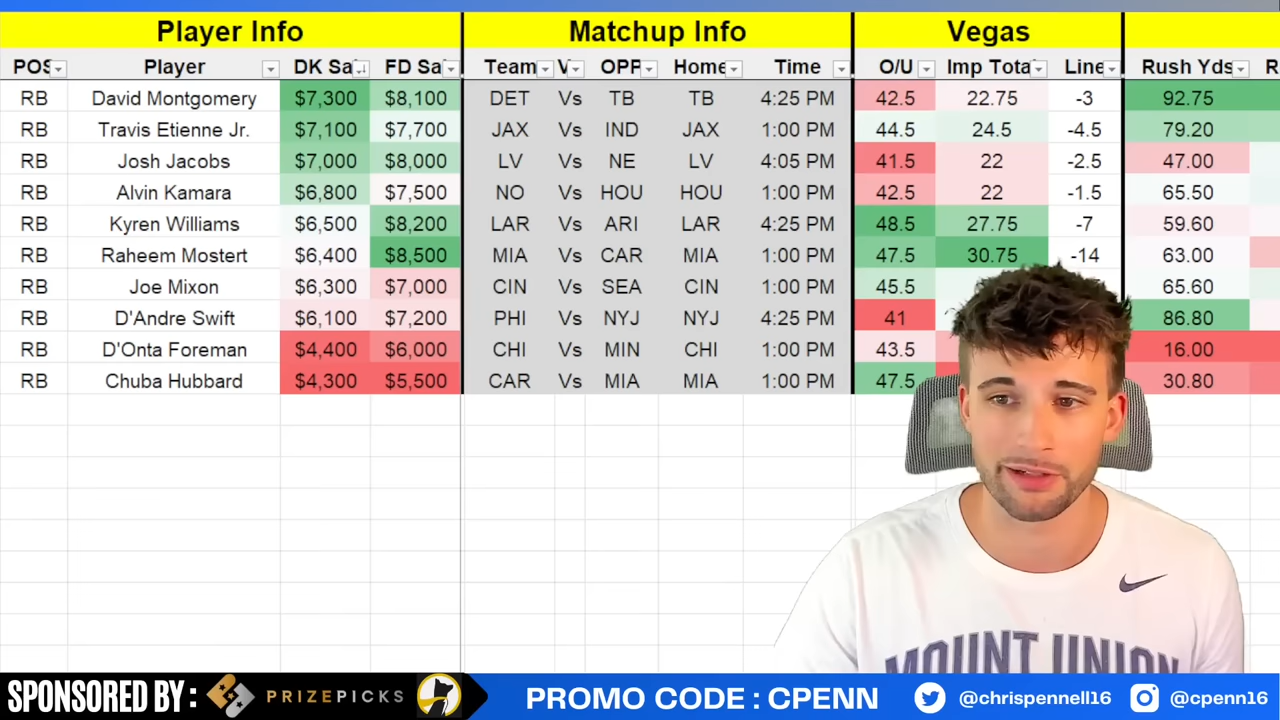 Player Info Matchup Info Vegas
POS Player DK Sa FD Sa Team V OPP Home Time O/U Imp Tota Line Rush Yds R
RB David Montgomery $7,300 $8,100 DET Vs TB TB 4:25 PM 42.5 22.75 -3 92.75
RB Travis Etienne Jr. $7,100 $7,700 JAX Vs IND JAX 1:00 PM 44.5 24.5 -4.5 79.20
RB Josh Jacobs $7,000 $8,000 LV Vs NE LV 4:05 PM 41.5 22 -2.5 47.00
RB Alvin Kamara $6,800 $7,500 NO Vs HOU HOU 1:00 PM 42.5 22 -1.5 65.50
RB Kyren Williams $6,500 $8,200 LAR Vs ARI LAR 4:25 PM 48.5 27.75 -7 59.60
RB Raheem Mostert $6,400 $8,500 MIA Vs CAR MIA 1:00 PM 47.5 30.75 -14 63.00
RB Joe Mixon $6,300 $7,000 CIN Vs SEA CIN 1:00 PM 45.5 65.60
RB D'Andre Swift $6,100 $7,200 PHI Vs NYJ NYJ 4:25 PM 41 86.80
RB D'Onta Foreman $4,400 $6,000 CHI Vs MIN CHI 1:00 PM 43.5 16.00
RB Chuba Hubbard $4,300 $5,500 CAR Vs MIA MIA 1:00 PM 47.5 30.80
MOUNT UNION
SPONSORED BY : PRIZEPICKS PROMO CODE : CPENN @chrispennell16 @cpenn16